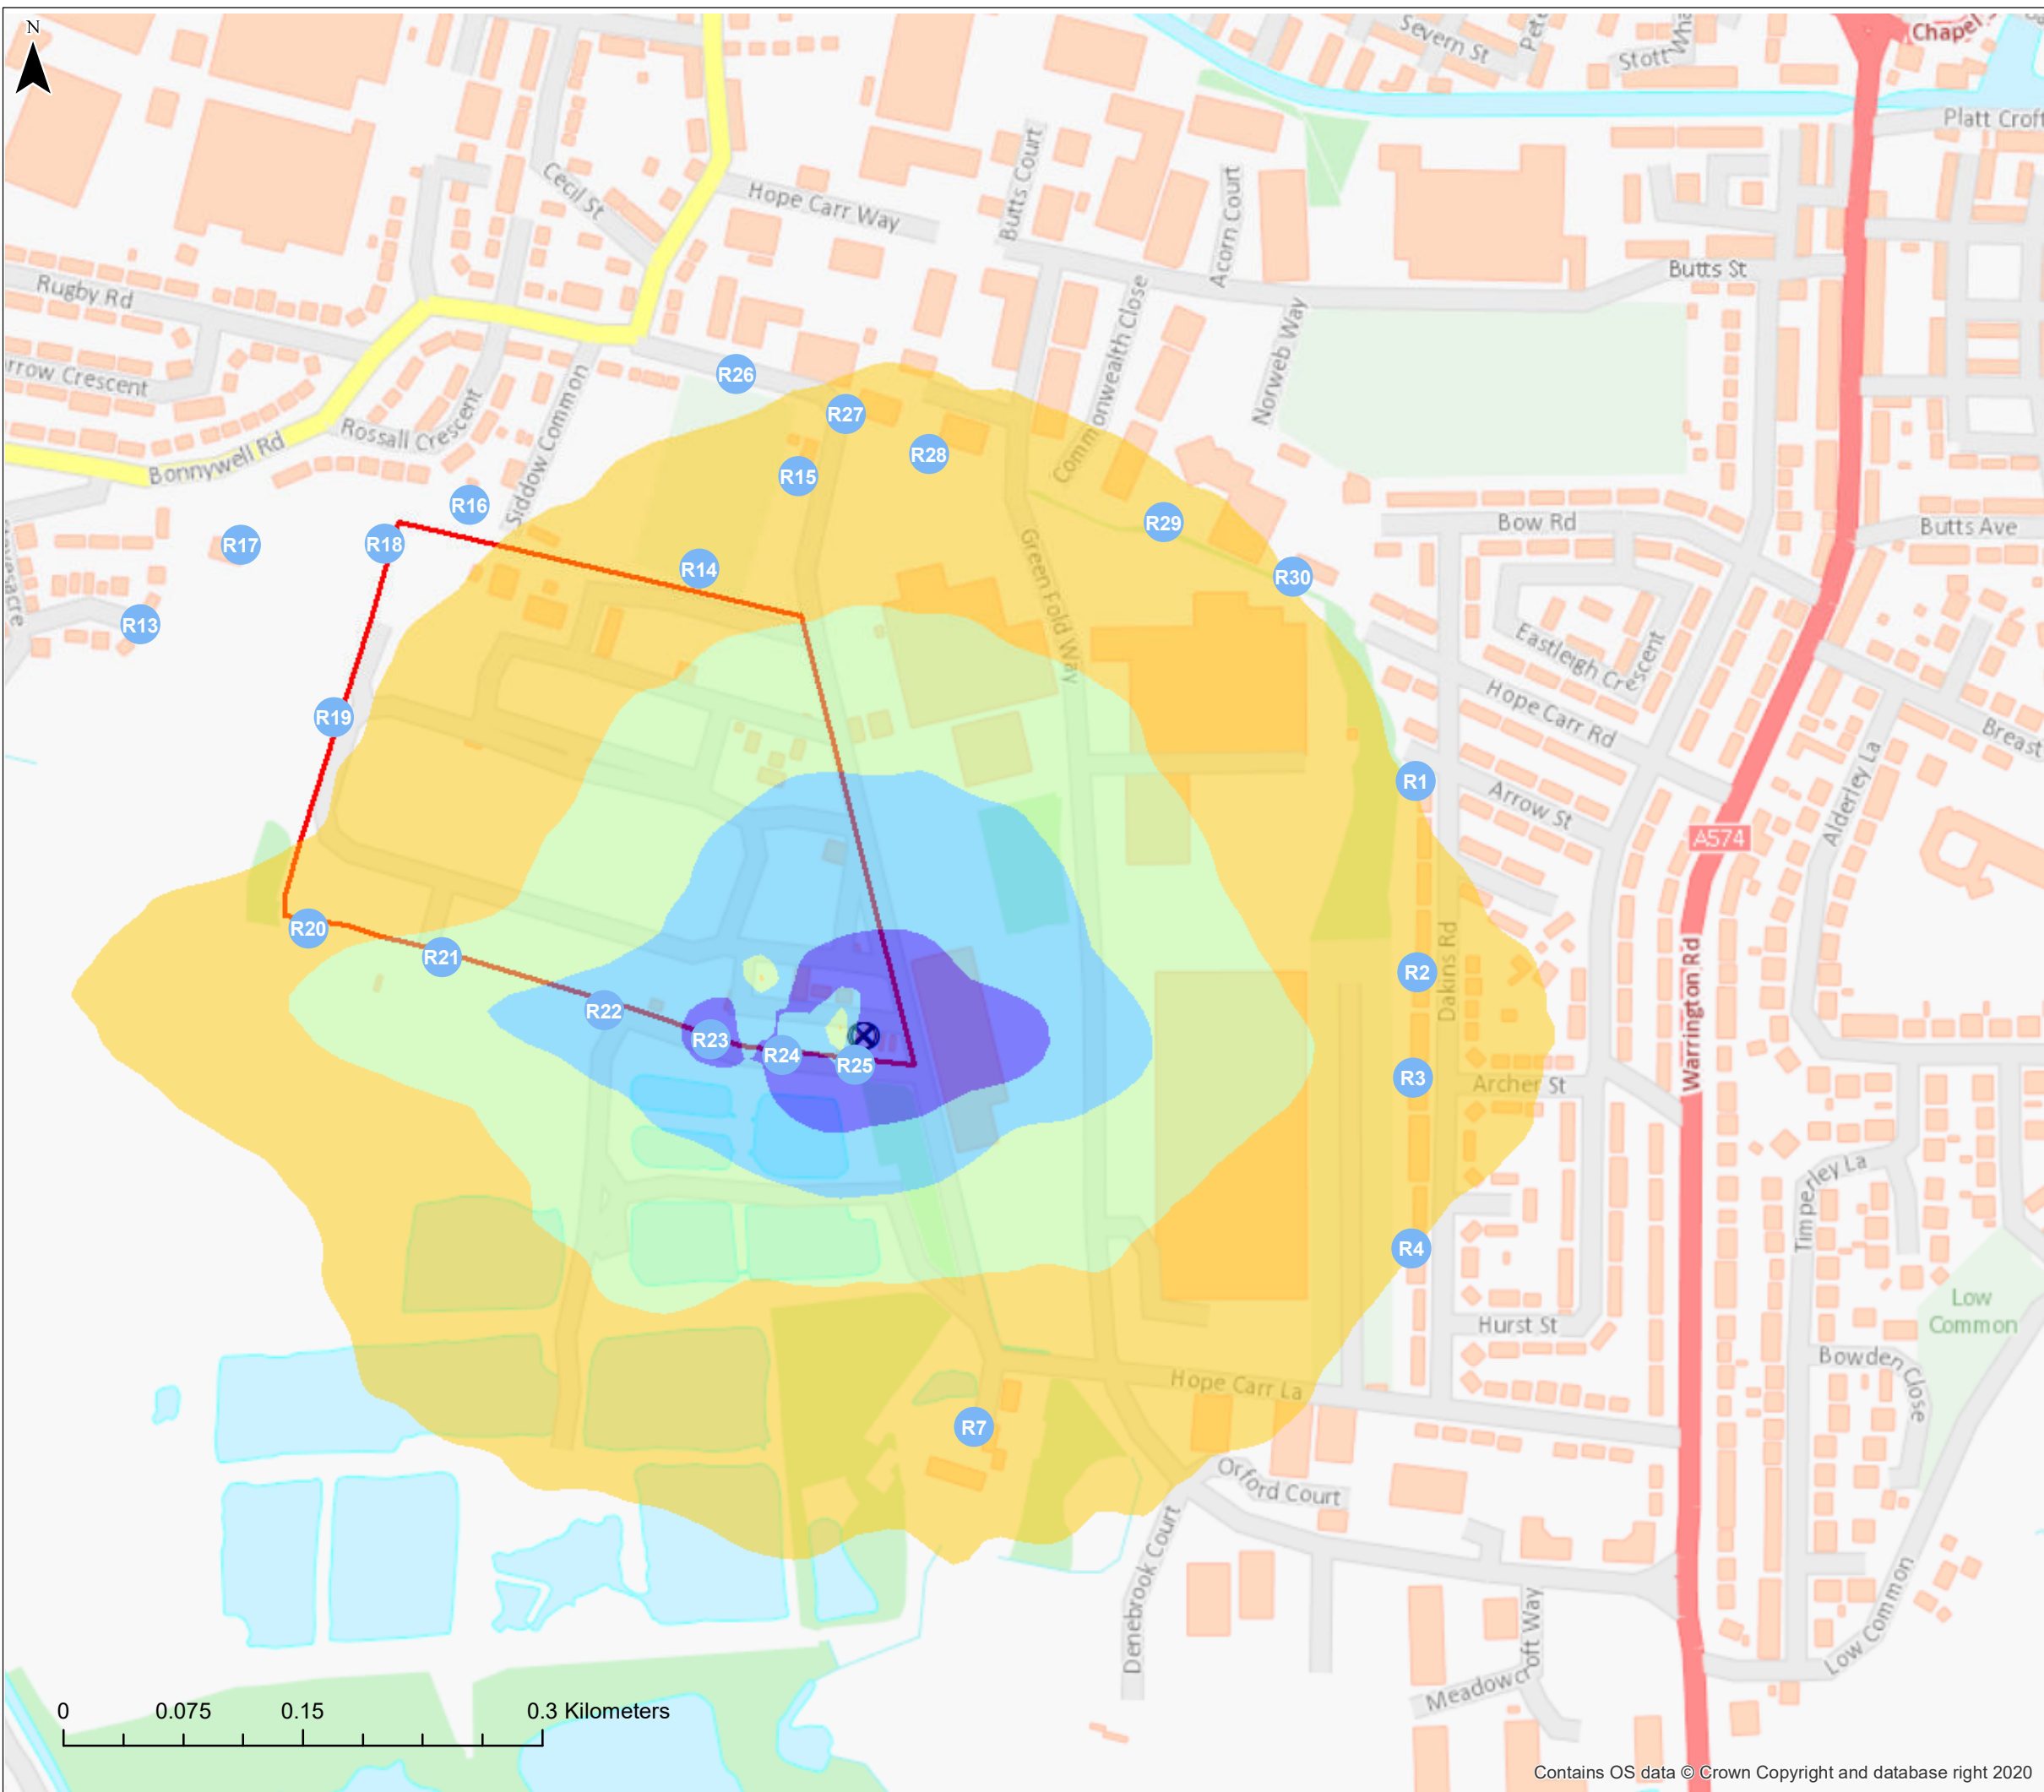 N
Severn St
Stott
Chapel
Platt Croft
Cecil St
Hope Carr Way
Butts Court
Acorn Court
Butts St
Rugby Rd
Commonwealth Close
Norweb Way
rrow Crescent
R26
R27
Rossall Crescent
Siddow Common
Bonnywell Rd
R28
R15
R16
R29
Bow Rd
Butts Ave
R17
R18
R14
R30
Green Fold Way
R13
Eastleigh Crescent
Hope Carr Rd
R19
Breast
R1
Arrow St
Alderley La
A574
R20
R21
R2
Dakins Rd
Warrington Rd
R22
R23
R24
R25
R3
Archer St
Timperley La
R4
Low
Common
Hurst St
Bowden Close
Hope Carr La
R7
Orford Court
Denebrook Court
Low Common
Meadowcroft Way
0 0.075 0.15 0.3 Kilometers
Contains OS data © Crown Copyright and database right 2020